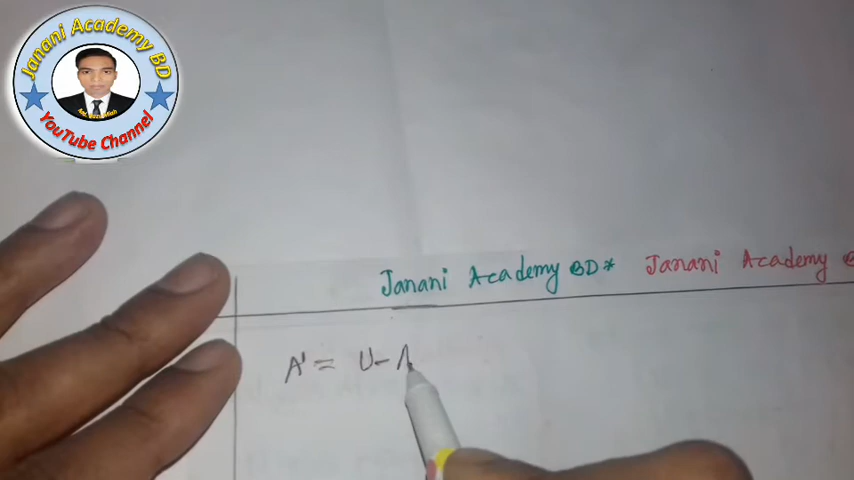 Janani Academy BD
YouTube Channel
Janani Academy BD* Janani Academy
A' = U - A